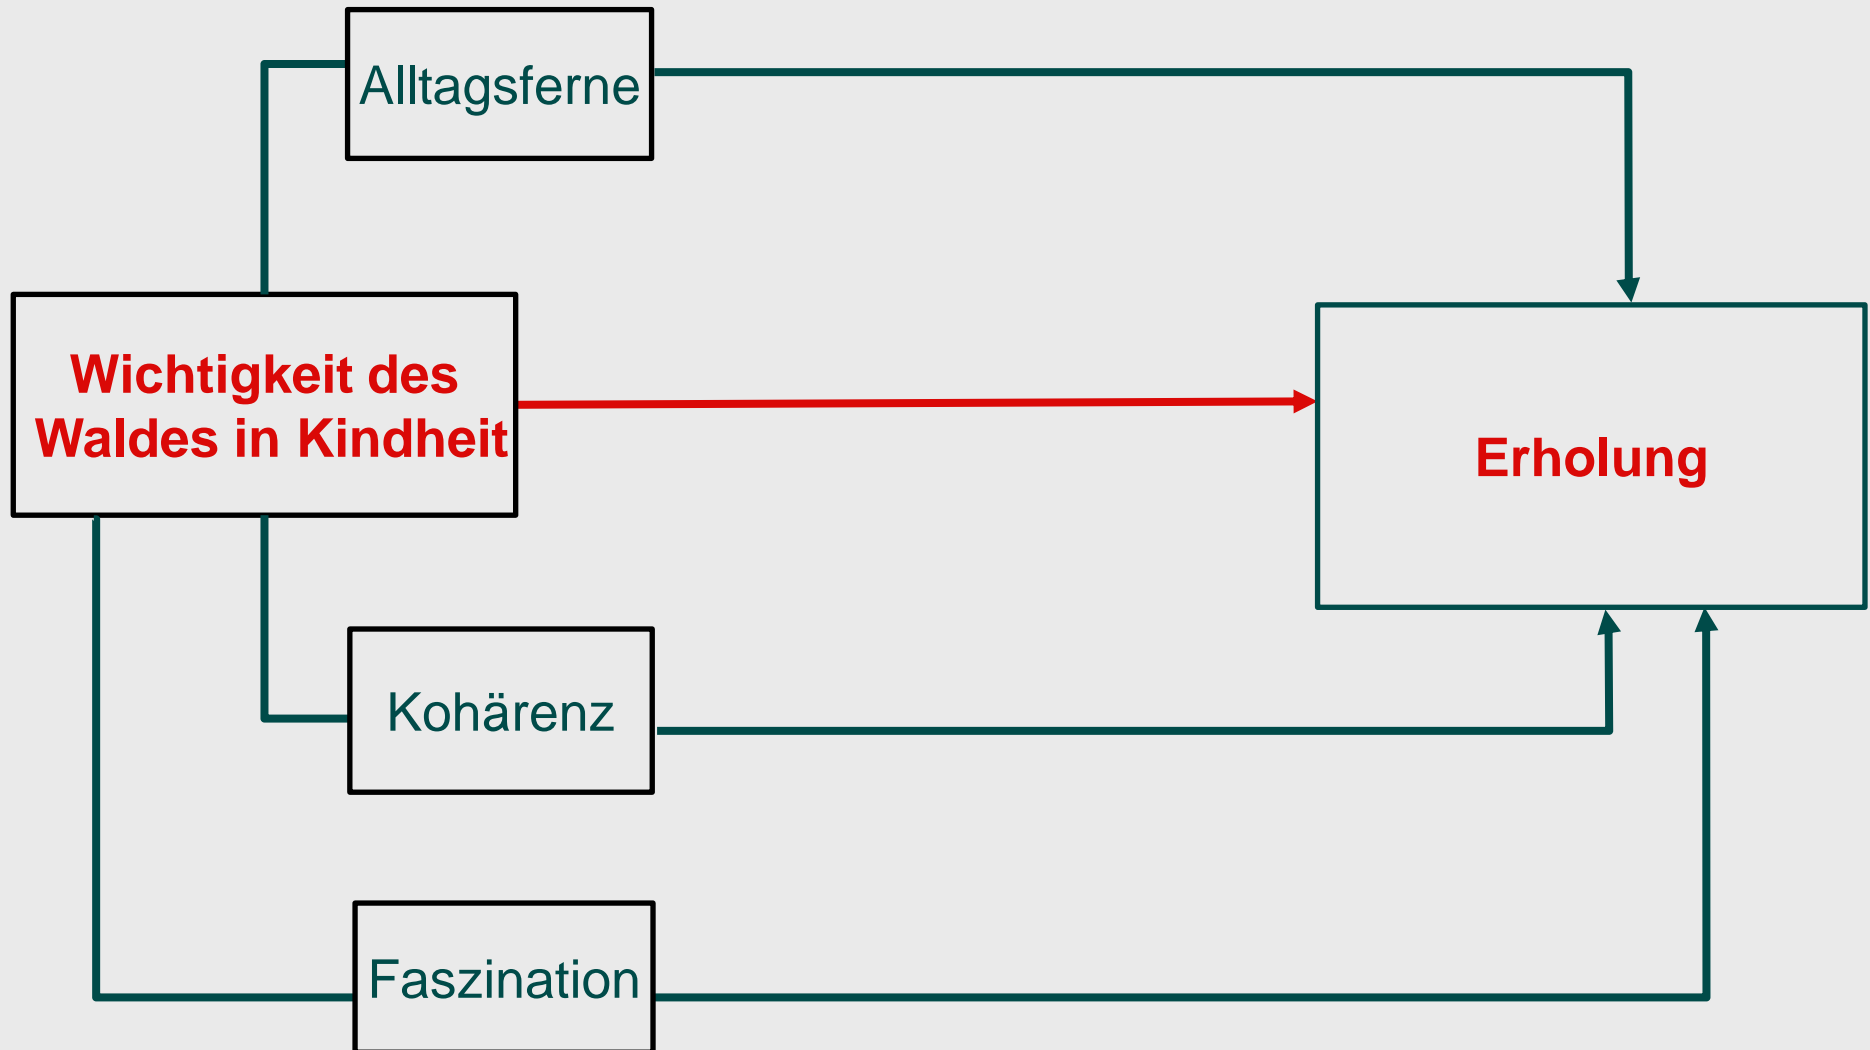 Alltagsferne
Wichtigkeit des
Waldes in Kindheit
Erholung
Kohärenz
Faszination